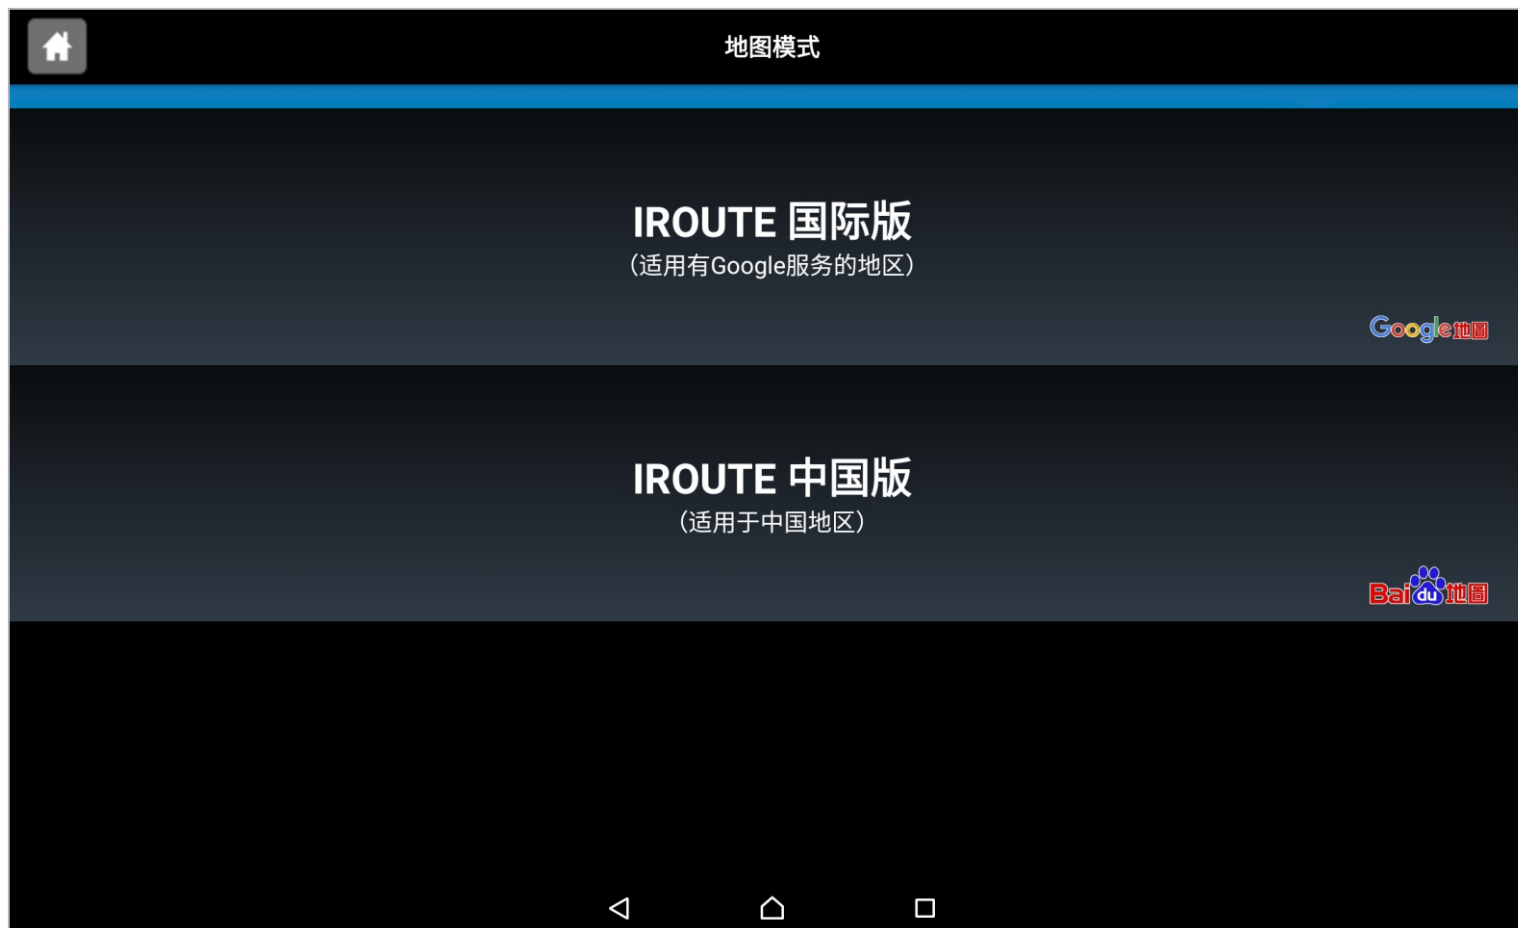 地图模式
IROUTE 国际版
（适用有Google服务的地区）
Google地圖
IROUTE 中国版
（适用于中国地区）
Baidu地圖